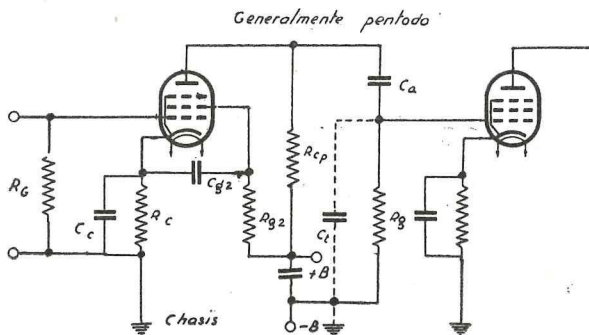 Generalmente pentodo
Ca
Rcp
RG
Cg2
Cc
Rc
Rg2
Ct
Rg
+B
Chasis
-B